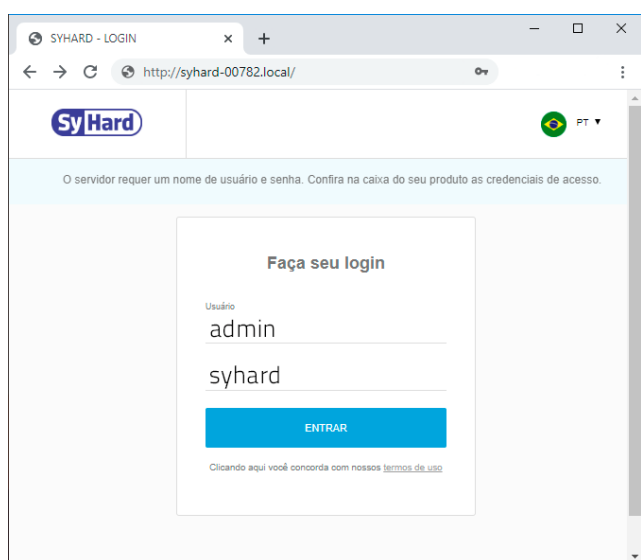 SYHARD - LOGIN
http://syhard-00782.local/
SyHard
PT
O servidor requer um nome de usuário e senha. Confira na caixa do seu produto as credenciais de acesso.
Faça seu login
Usuário
admin
syhard
ENTRAR
Clicando aqui você concorda com nossos termos de uso